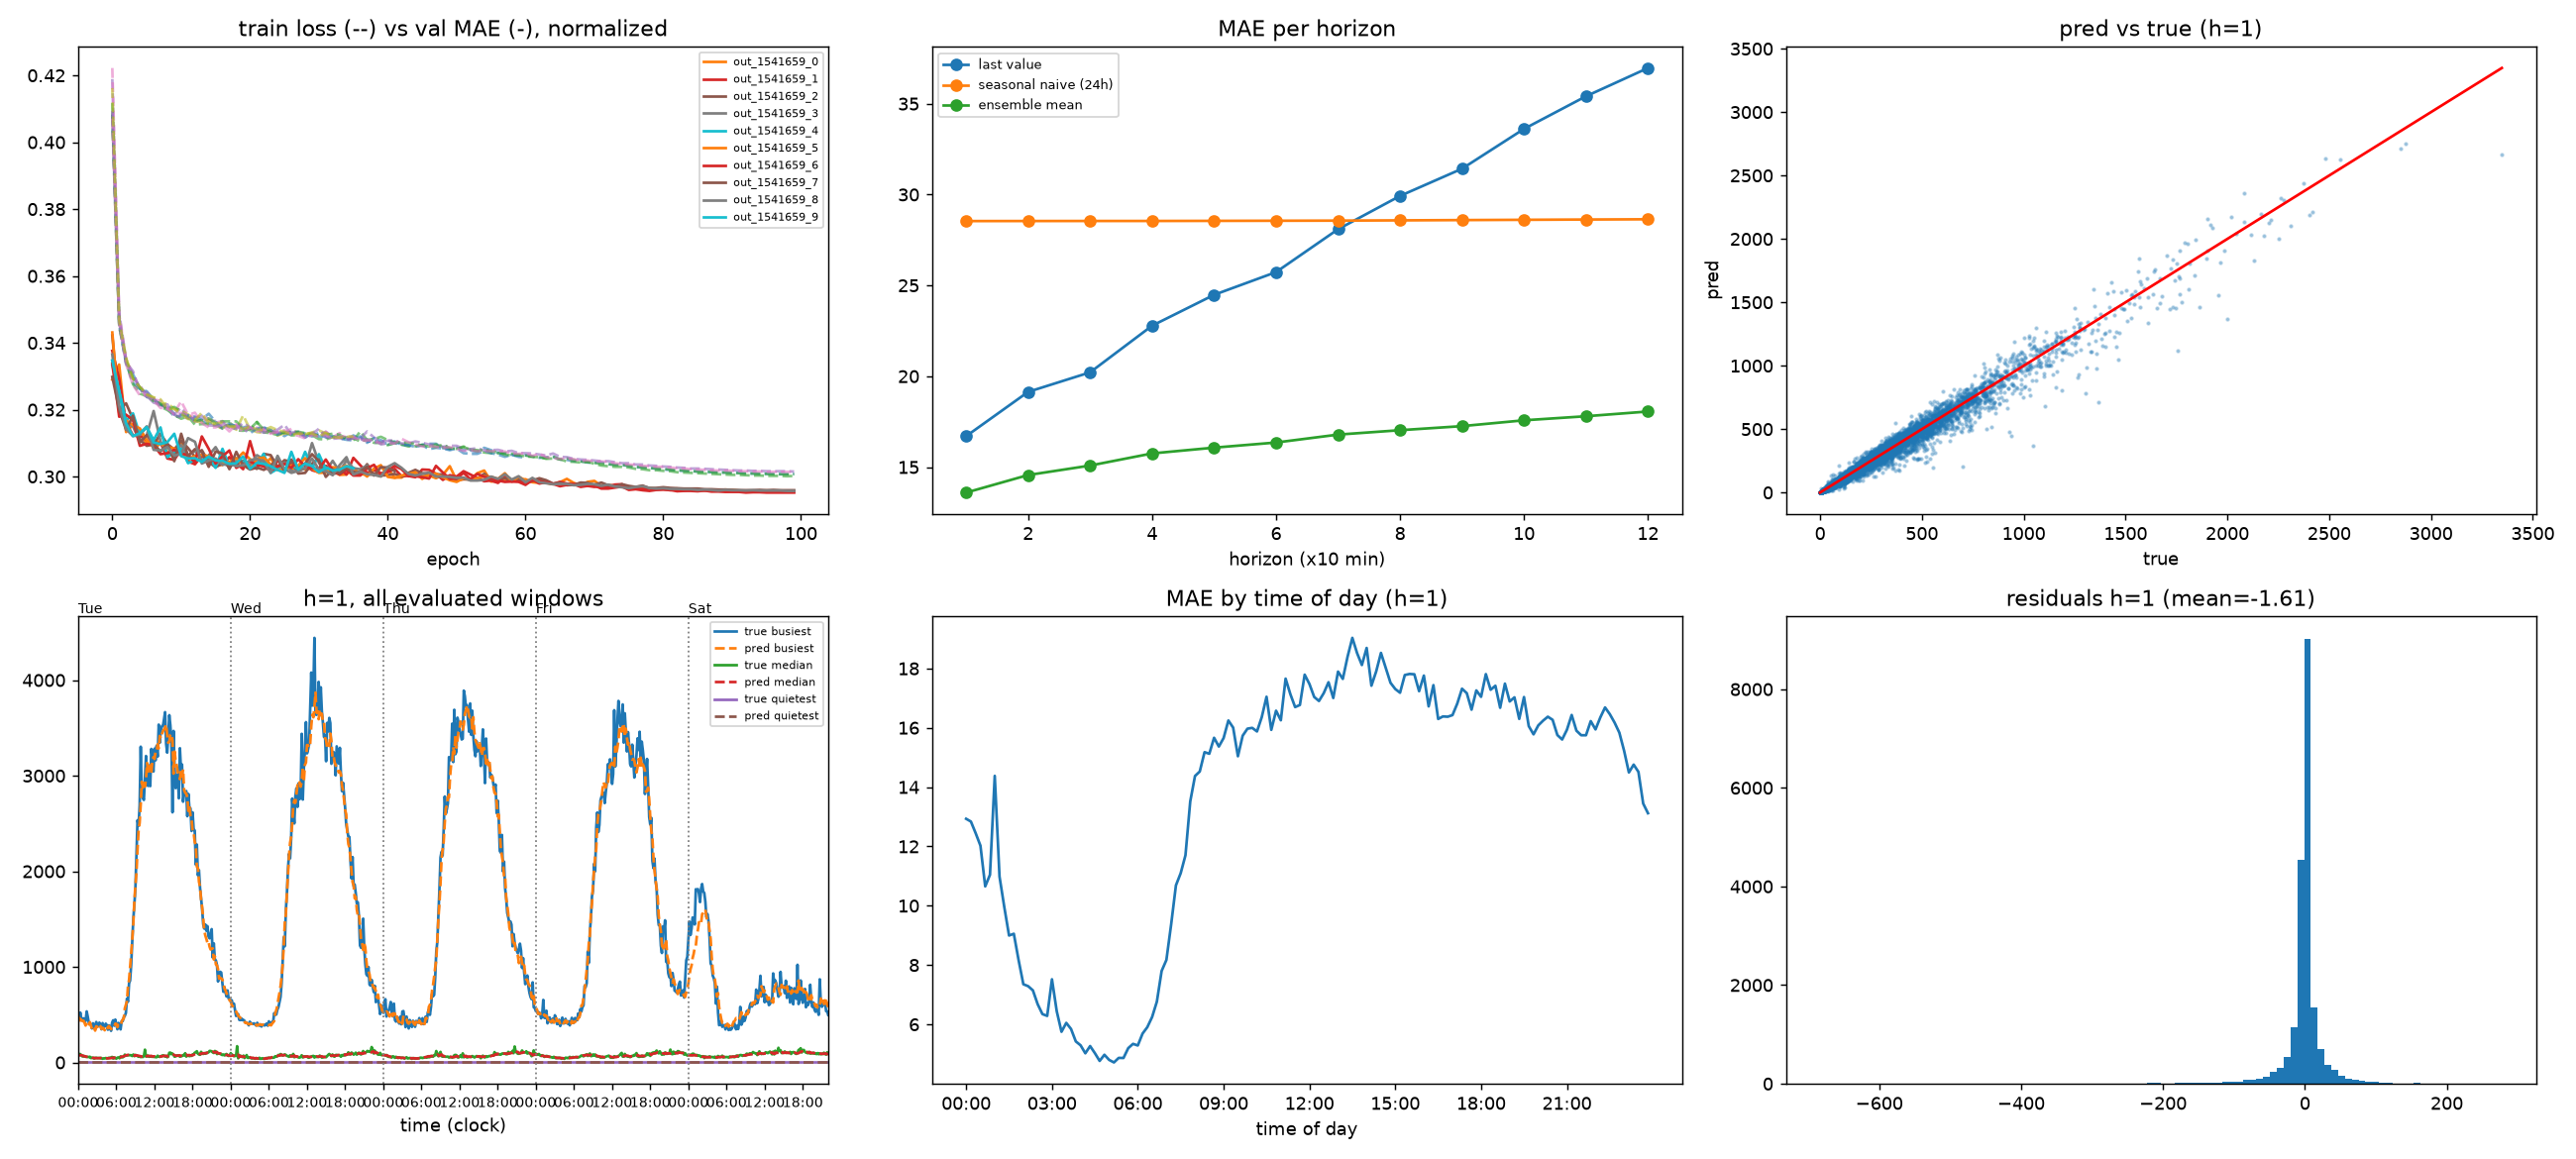 train loss (--) vs val MAE (-), normalized
0.42
0.40
0.38
0.36
0.34
0.32
0.30
0
20
40
60
80
100
epoch
out_1541659_0
out_1541659_1
out_1541659_2
out_1541659_3
out_1541659_4
out_1541659_5
out_1541659_6
out_1541659_7
out_1541659_8
out_1541659_9
MAE per horizon
35
30
25
20
15
2
4
6
8
10
12
horizon (x10 min)
last value
seasonal naive (24h)
ensemble mean
pred vs true (h=1)
3500
3000
2500
2000
1500
1000
500
0
pred
0
500
1000
1500
2000
2500
3000
3500
true
h=1, all evaluated windows
Tue
Wed
Thu
Fri
Sat
4000
3000
2000
1000
0
00:00
06:00
12:00
18:00
00:00
06:00
12:00
18:00
00:00
06:00
12:00
18:00
00:00
06:00
12:00
18:00
00:00
06:00
12:00
18:00
time (clock)
true busiest
pred busiest
true median
pred median
true quietest
pred quietest
MAE by time of day (h=1)
18
16
14
12
10
8
6
00:00
03:00
06:00
09:00
12:00
15:00
18:00
21:00
time of day
residuals h=1 (mean=-1.61)
8000
6000
4000
2000
0
−600
−400
−200
0
200